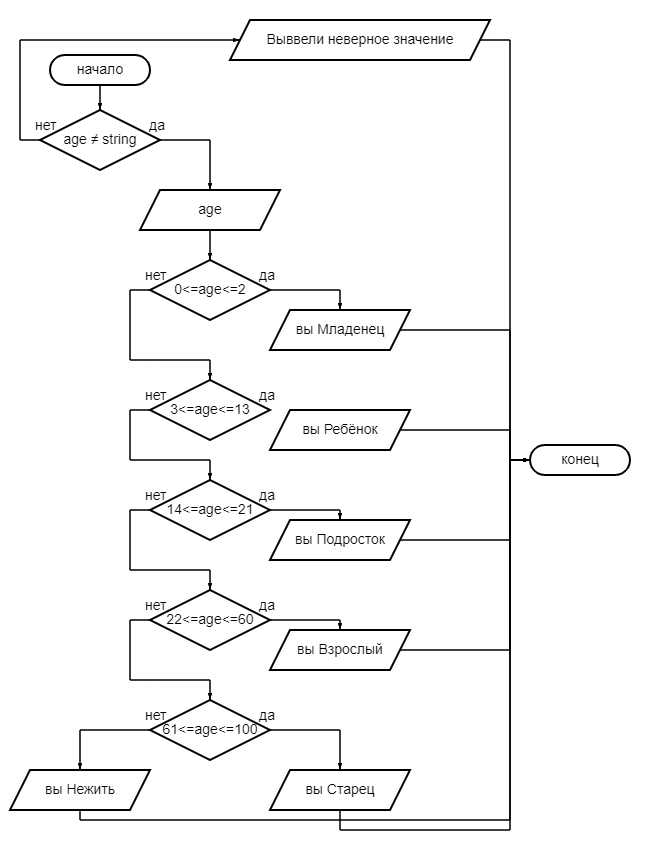 Выввели неверное значение
начало
нет
да
age ≠ string
age
нет
да
0<=age<=2
вы Младенец
нет
да
3<=age<=13
вы Ребёнок
конец
нет
да
14<=age<=21
вы Подросток
нет
да
22<=age<=60
вы Взрослый
нет
да
61<=age<=100
вы Нежить
вы Старец